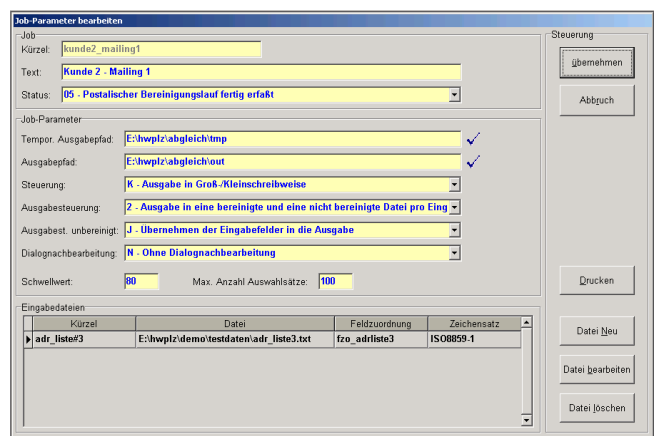 Job-Parameter bearbeiten
Job
Kürzel: kunde2_mailing1
Text: Kunde 2 - Mailing 1
Status: 05 - Postalischer Bereinigungslauf fertig erfaßt
Job-Parameter
Tempor. Ausgabepfad: E:\hwplz\abgleich\tmp
Ausgabepfad: E:\hwplz\abgleich\out
Steuerung: K - Ausgabe in Groß-/Kleinschreibweise
Ausgabesteuerung: 2 - Ausgabe in eine bereinigte und eine nicht bereinigte Datei pro Eing
Ausgabest. unbereinigt: J - Übernehmen der Eingabefelder in die Ausgabe
Dialognachbearbeitung: N - Ohne Dialognachbearbeitung
Schwellwert: 80 Max. Anzahl Auswahlsätze: 100
Eingabedateien
Kürzel Datei Feldzuordnung Zeichensatz
adr_liste#3 E:\hwplz\demo\testdaten\adr_liste3.txt fzo_adrliste3 ISO8859-1
Steuerung
übernehmen
Abbruch
Drucken
Datei Neu
Datei bearbeiten
Datei löschen